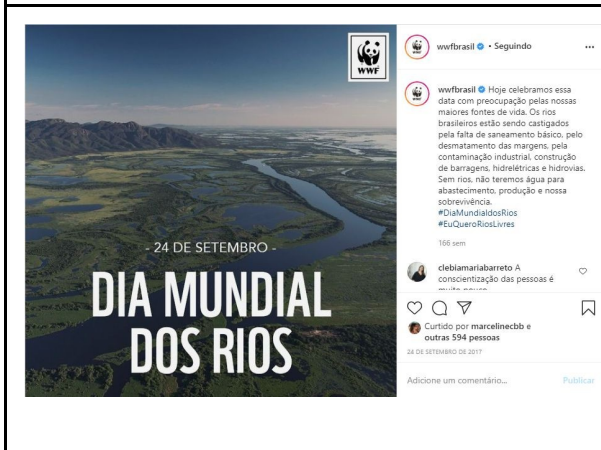 WWF
- 24 DE SETEMBRO -
DIA MUNDIAL
DOS RIOS
wwfbrasil • Seguindo
wwfbrasil Hoje celebramos essa
data com preocupação pelas nossas
maiores fontes de vida. Os rios
brasileiros estão sendo castigados
pela falta de saneamento básico, pelo
desmatamento das margens, pela
contaminação industrial, construção
de barragens, hidrelétricas e hidrovias.
Sem rios, não teremos água para
abastecimento, produção e nossa
sobrevivência.
#DiaMundialdosRios
#EuQueroRiosLivres
166 sem
clebiamariabarreto A
conscientização das pessoas é
muito pouco
Curtido por marcelinecbb e
outras 594 pessoas
24 DE SETEMBRO DE 2017
Adicione um comentário...
Publicar